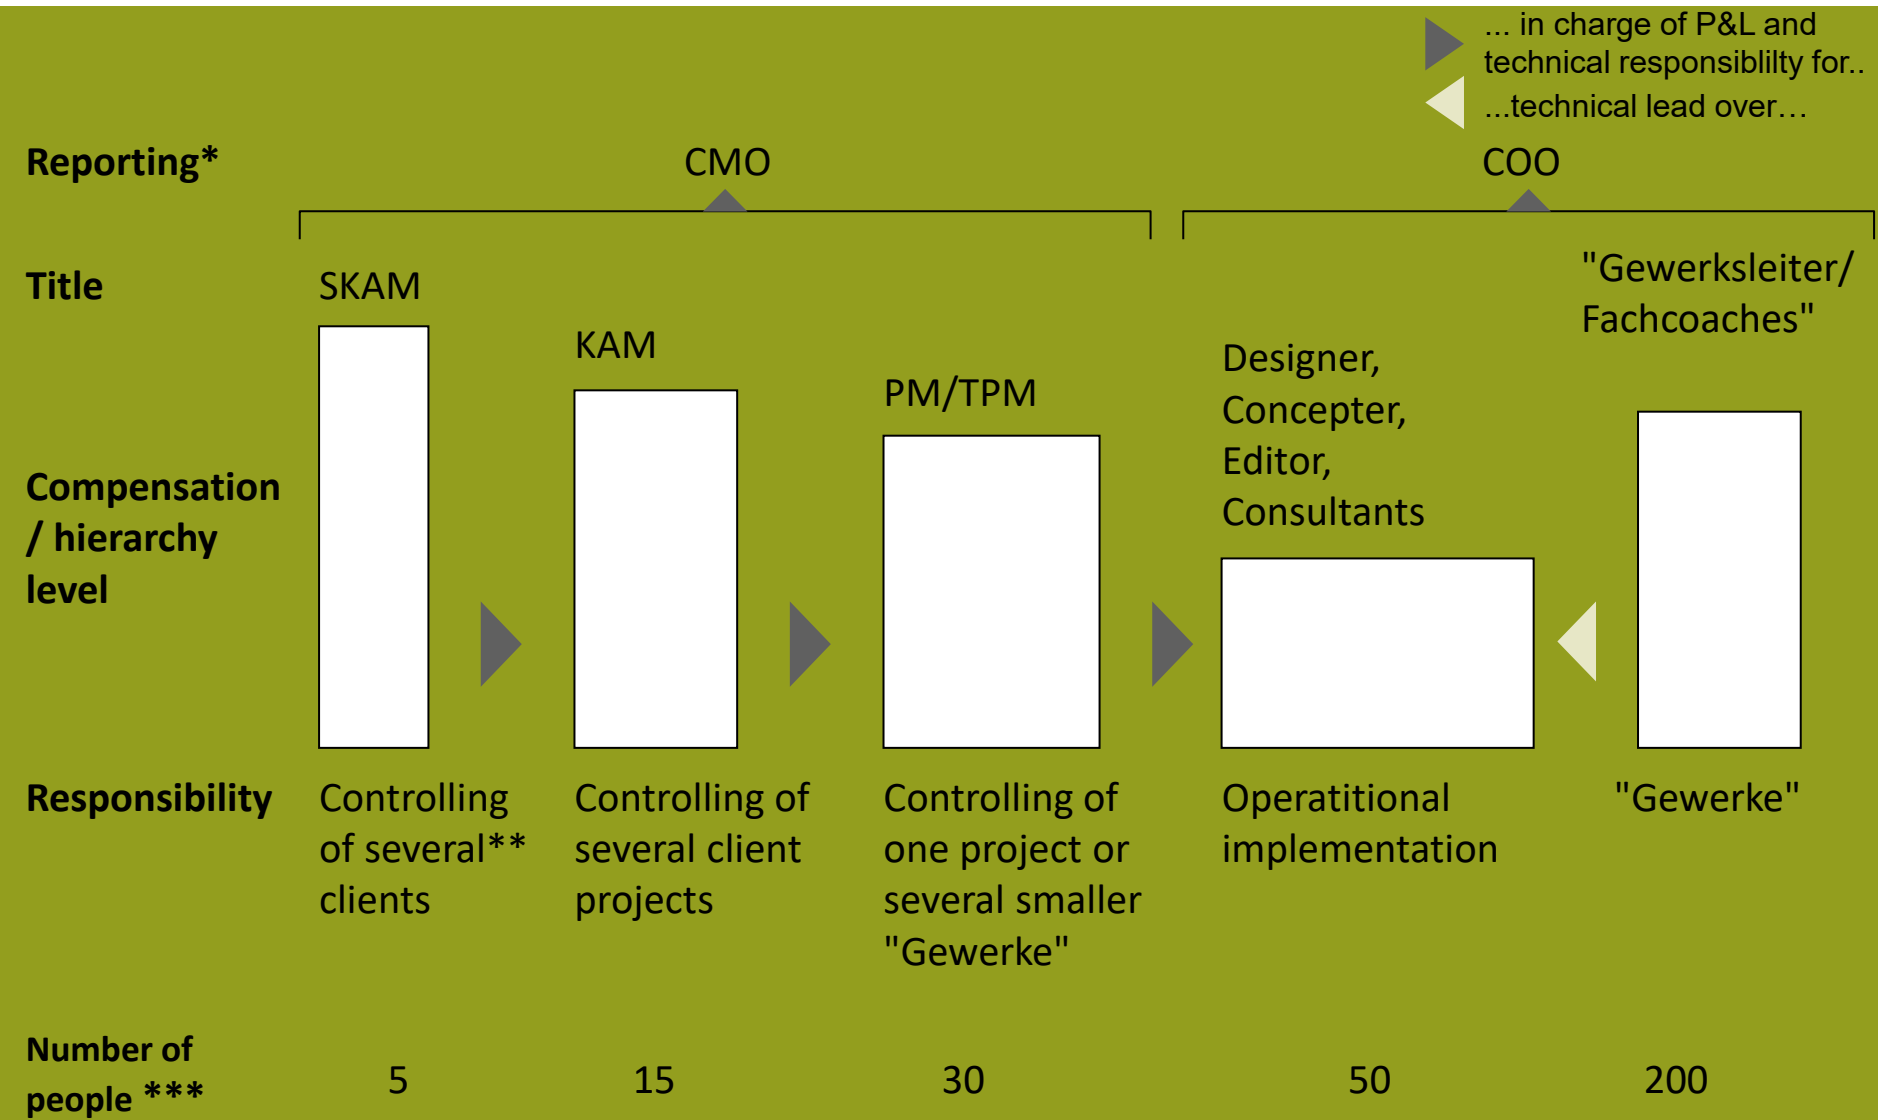 ... in charge of P&L and
technical responsiblilty for..
...technical lead over…
Reporting*
CMO
COO
Title
SKAM
KAM
PM/TPM
Designer,
Concepter,
Editor,
Consultants
"Gewerksleiter/
Fachcoaches"
Compensation
/ hierarchy
level
Responsibility
Controlling
of several**
clients
Controlling of
several client
projects
Controlling of
one project or
several smaller
"Gewerke"
Operatitional
implementation
"Gewerke"
Number of
people ***
5
15
30
50
200